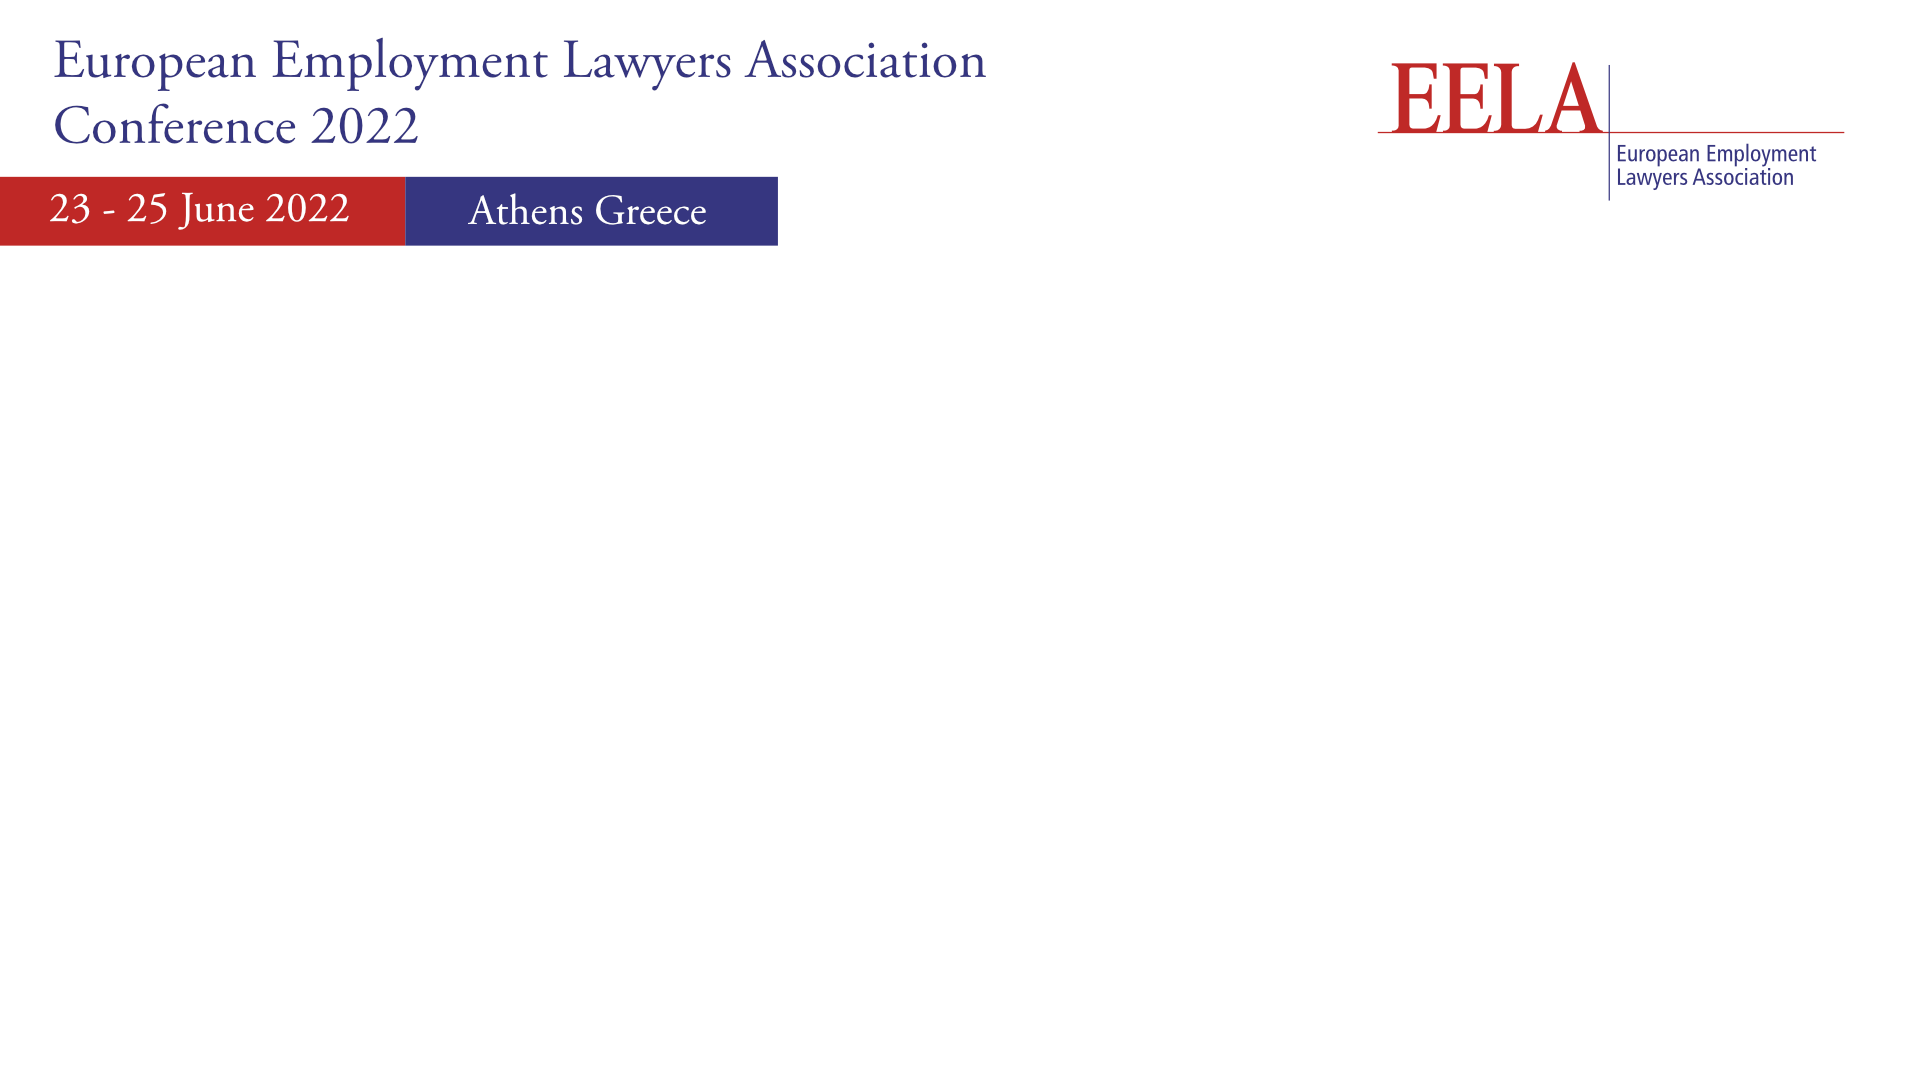 European Employment Lawyers Association
Conference 2022
23 - 25 June 2022
Athens Greece
EELA
European Employment
Lawyers Association